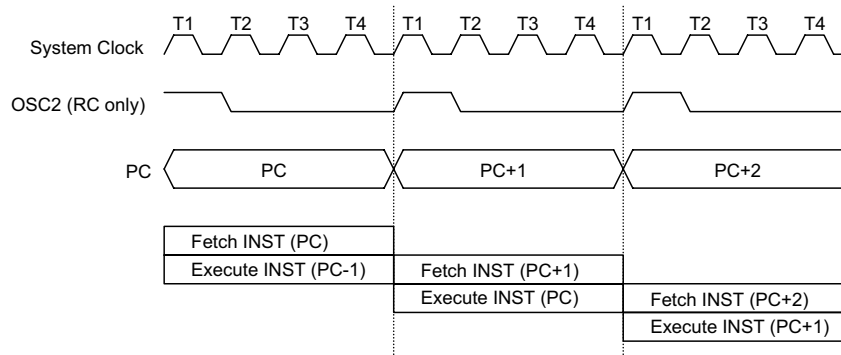 T1 T2 T3 T4 T1 T2 T3 T4 T1 T2 T3 T4
System Clock
OSC2 (RC only)
PC PC PC+1 PC+2
Fetch INST (PC)
Execute INST (PC-1) Fetch INST (PC+1)
Execute INST (PC) Fetch INST (PC+2)
Execute INST (PC+1)